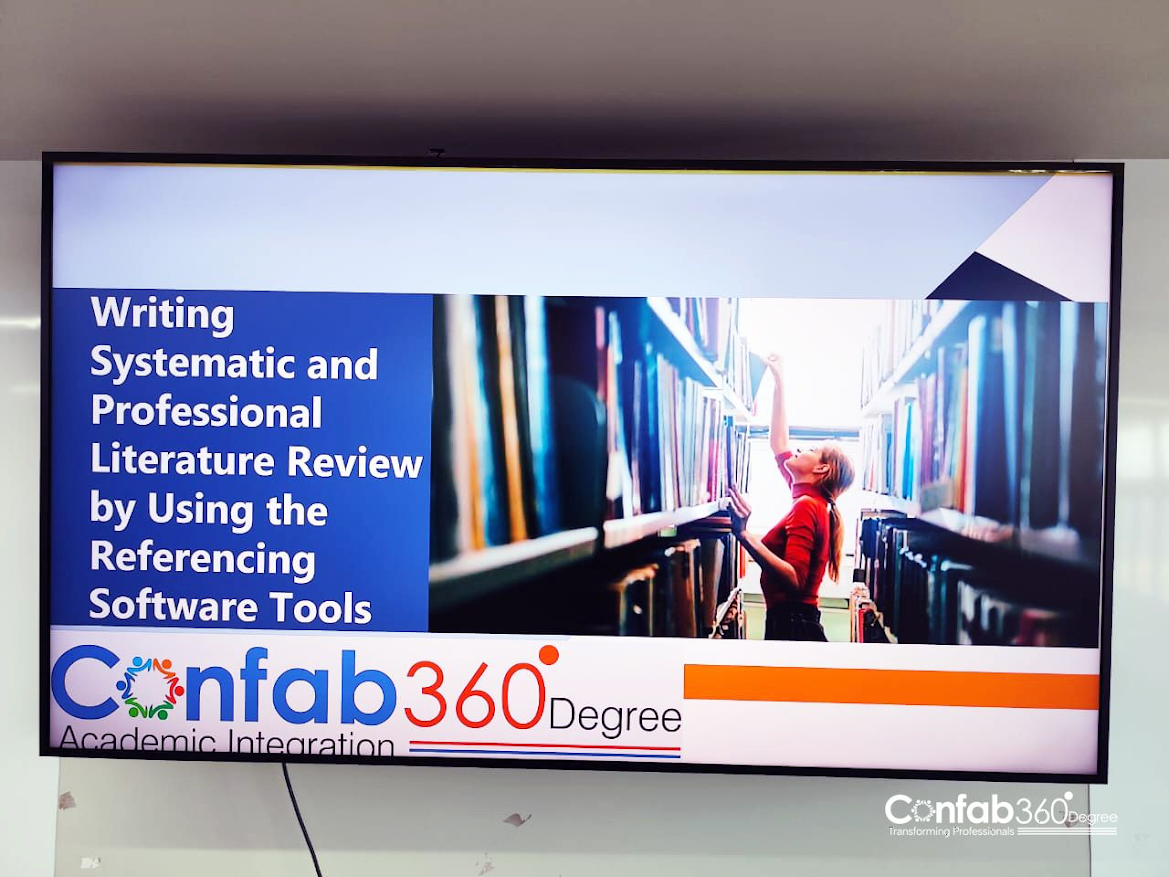 Writing
Systematic and
Professional
Literature Review
by Using the
Referencing
Software Tools
Confab360°Degree
Academic Integration
Confab360°Degree
Transforming Professionals